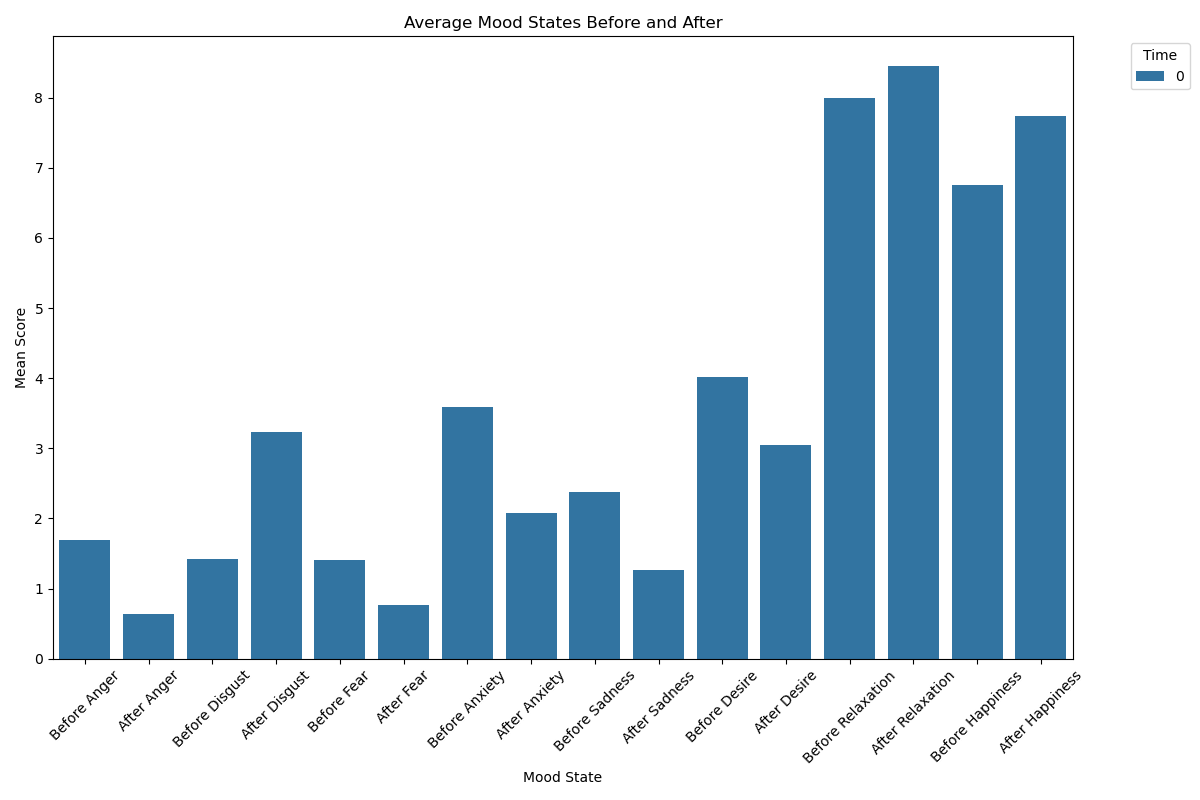 Average Mood States Before and After
Time
0
Mean Score
8
7
6
5
4
3
2
1
0
Before Anger
After Anger
Before Disgust
After Disgust
Before Fear
After Fear
Before Anxiety
After Anxiety
Before Sadness
After Sadness
Before Desire
After Desire
Before Relaxation
After Relaxation
Before Happiness
After Happiness
Mood State